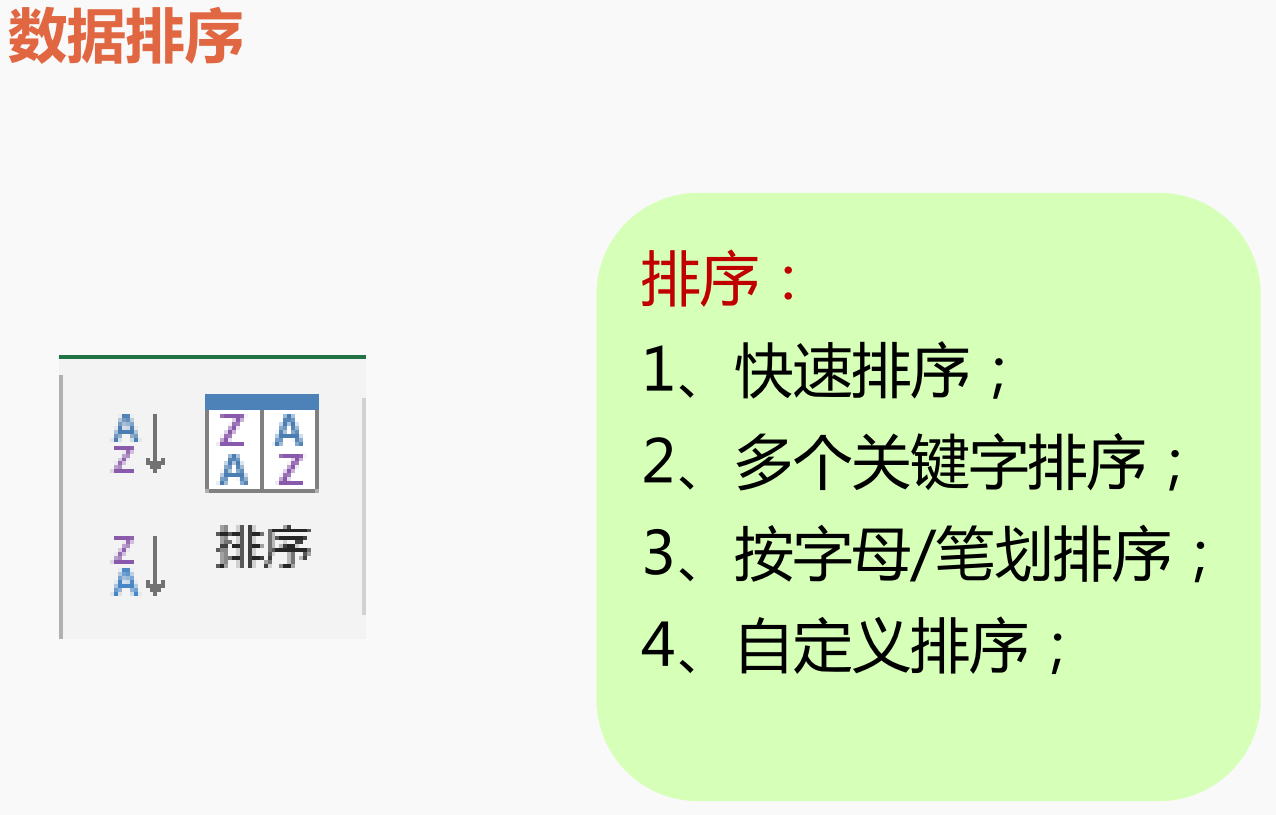 数据排序
A
Z
Z A
A Z
Z
A
排序
排序：
1、快速排序；
2、多个关键字排序；
3、按字母/笔划排序；
4、自定义排序；